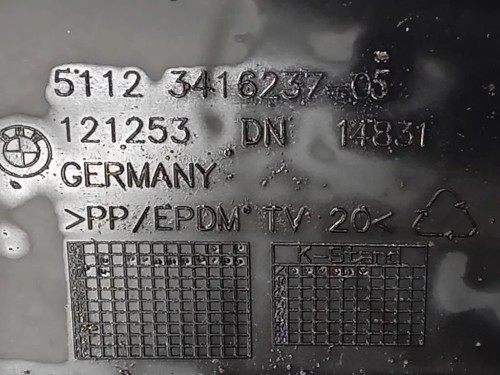 5112 3416237-05
121253 DN 14831
GERMANY
>PP/EPDM TV 20<
K-Stand